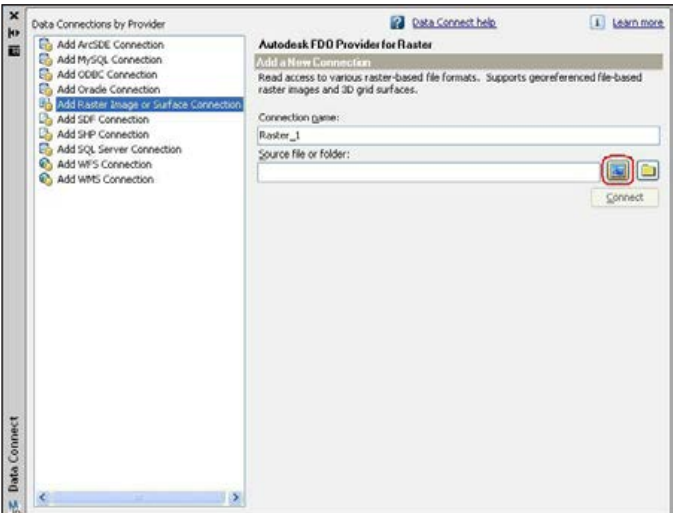 Data Connections by Provider
Data Connect help
Learn more
Add ArcSDE Connection
Add MySQL Connection
Add ODBC Connection
Add Oracle Connection
Add Raster Image or Surface Connection
Add SDF Connection
Add SHP Connection
Add SQL Server Connection
Add WFS Connection
Add WMS Connection
Autodesk FDO Provider for Raster
Add a New Connection
Read access to various raster-based file formats. Supports georeferenced file-based
raster images and 3D grid surfaces.
Connection name:
Raster_1
Source file or folder:
Connect
Data Connect